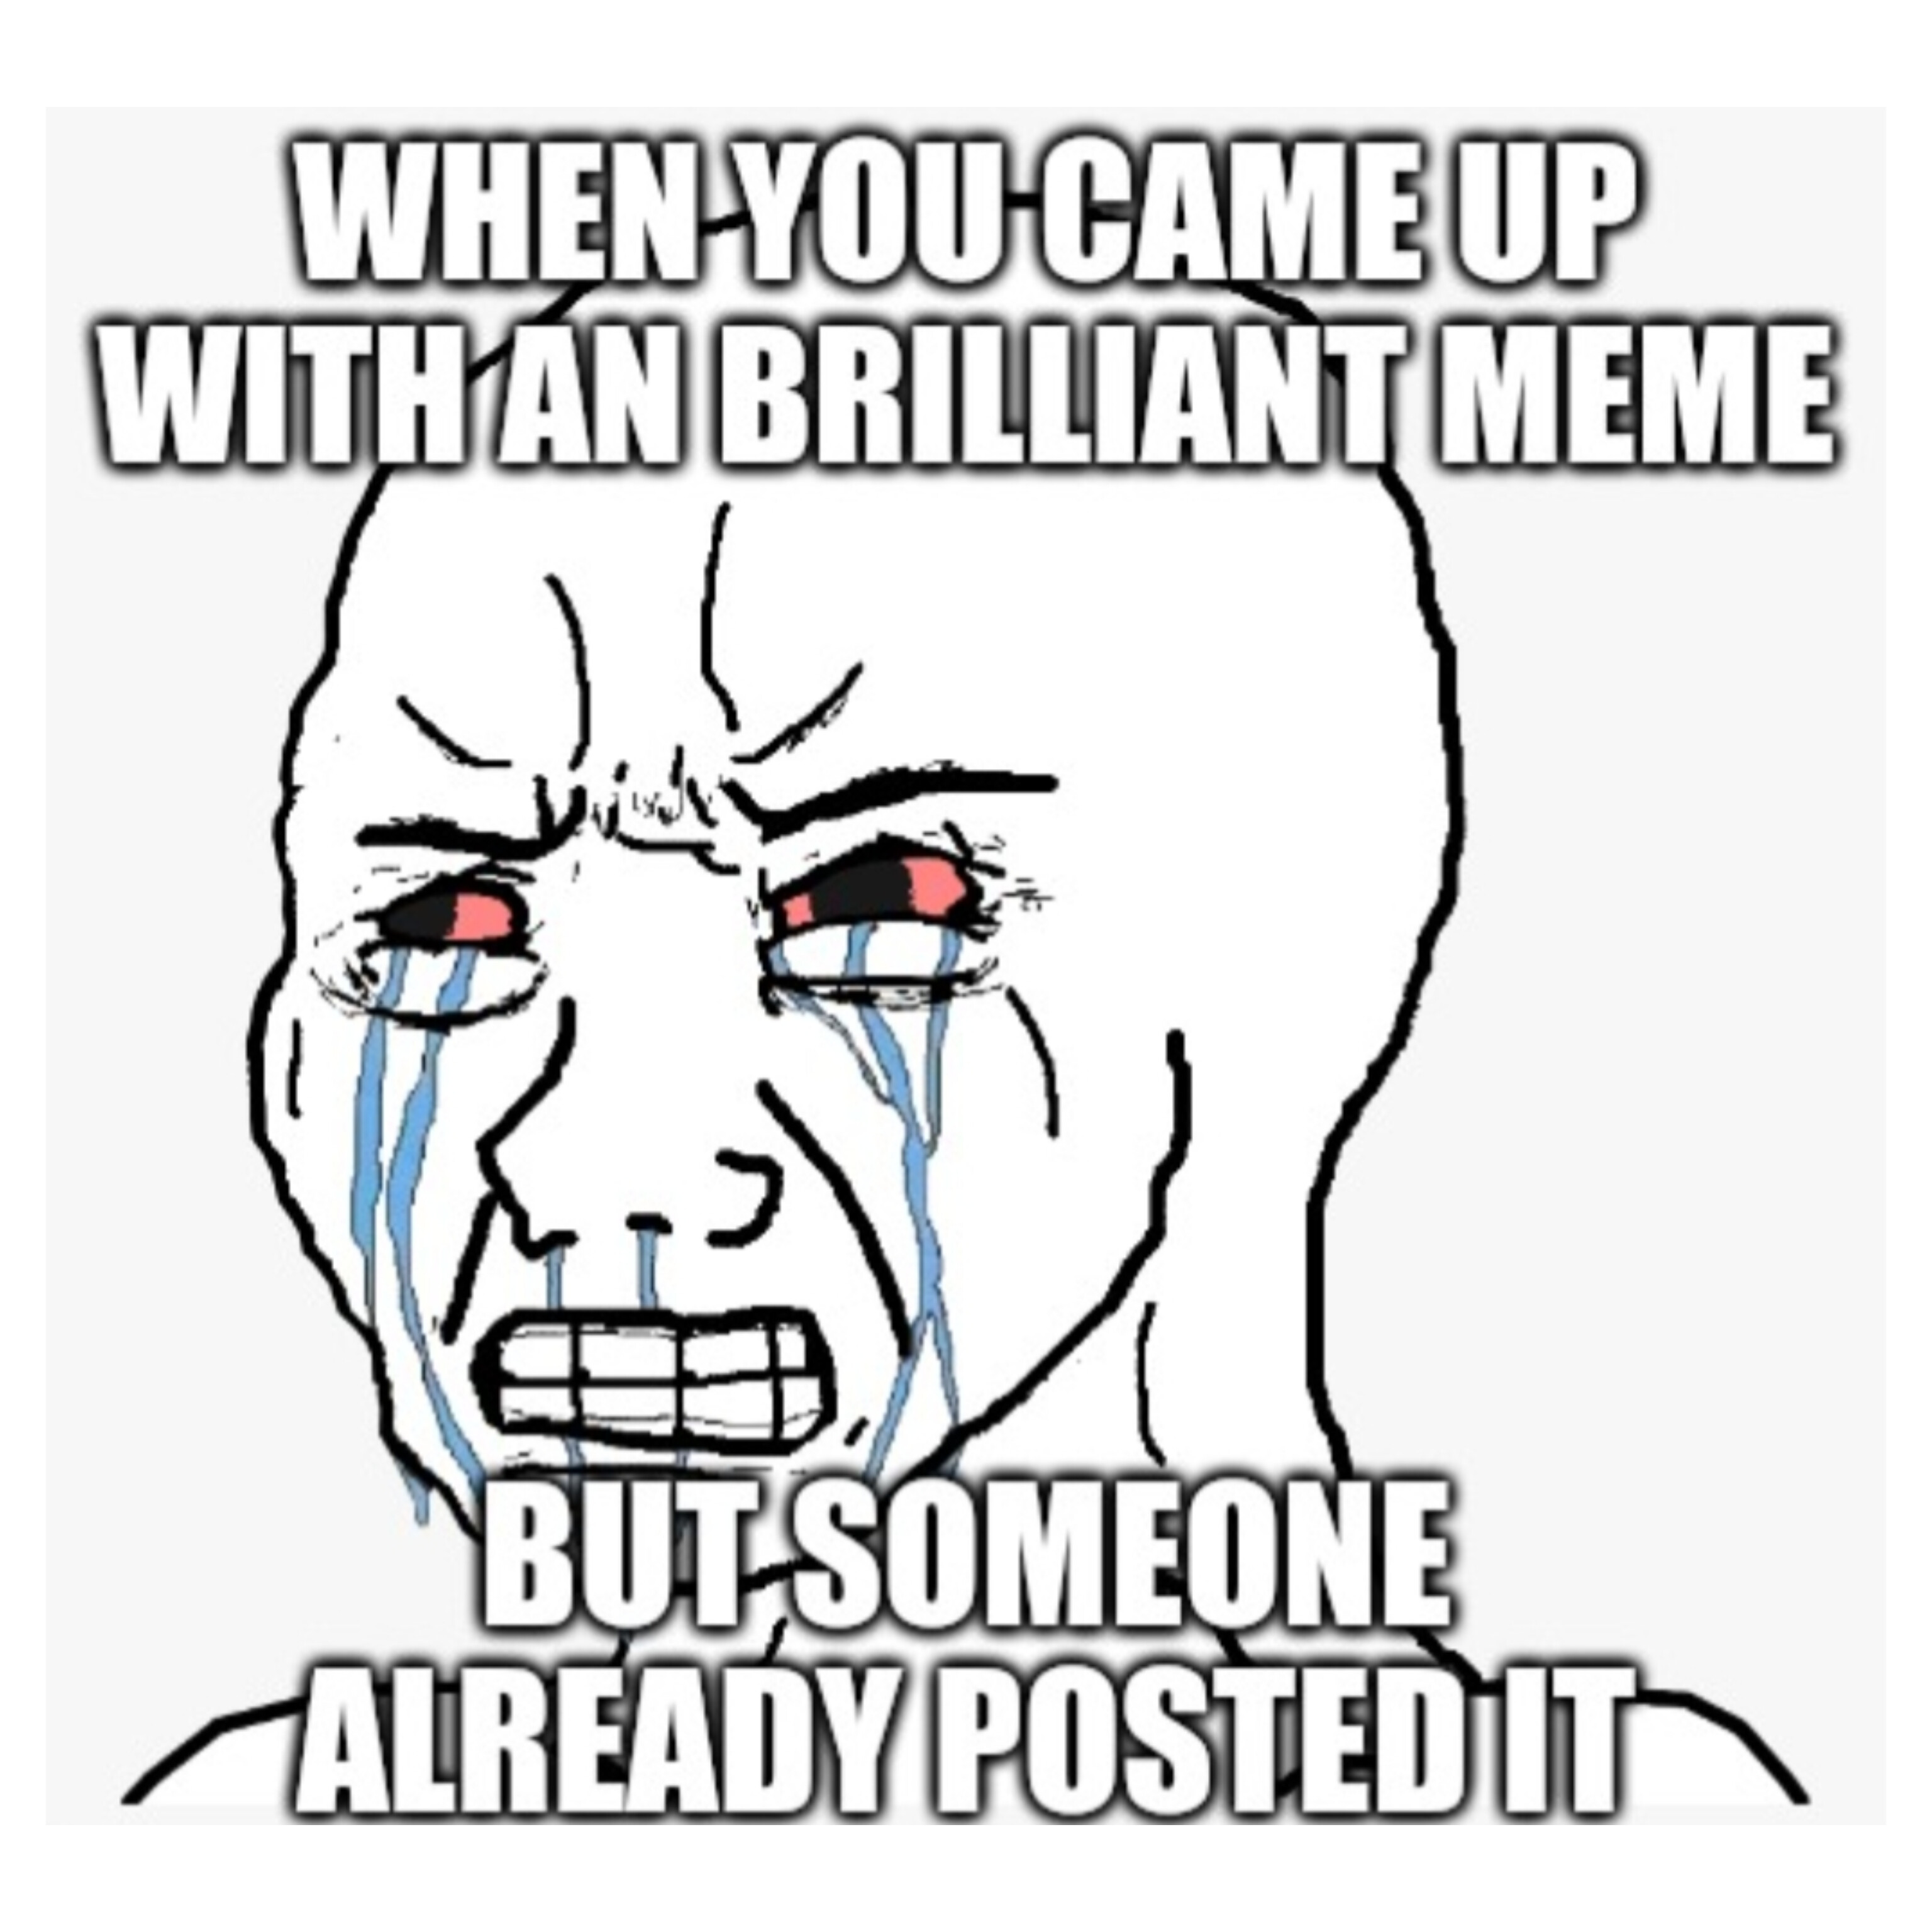 WHEN YOU CAME UP
WITH AN BRILLIANT MEME
BUT SOMEONE
ALREADY POSTED IT